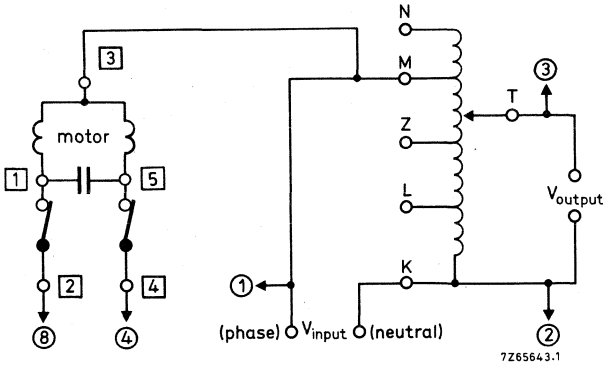 N
3
M
3
T
motor
Z
1
5
V output
L
K
2
4
1
(phase) V input (neutral)
8
4
2
7Z65643.1